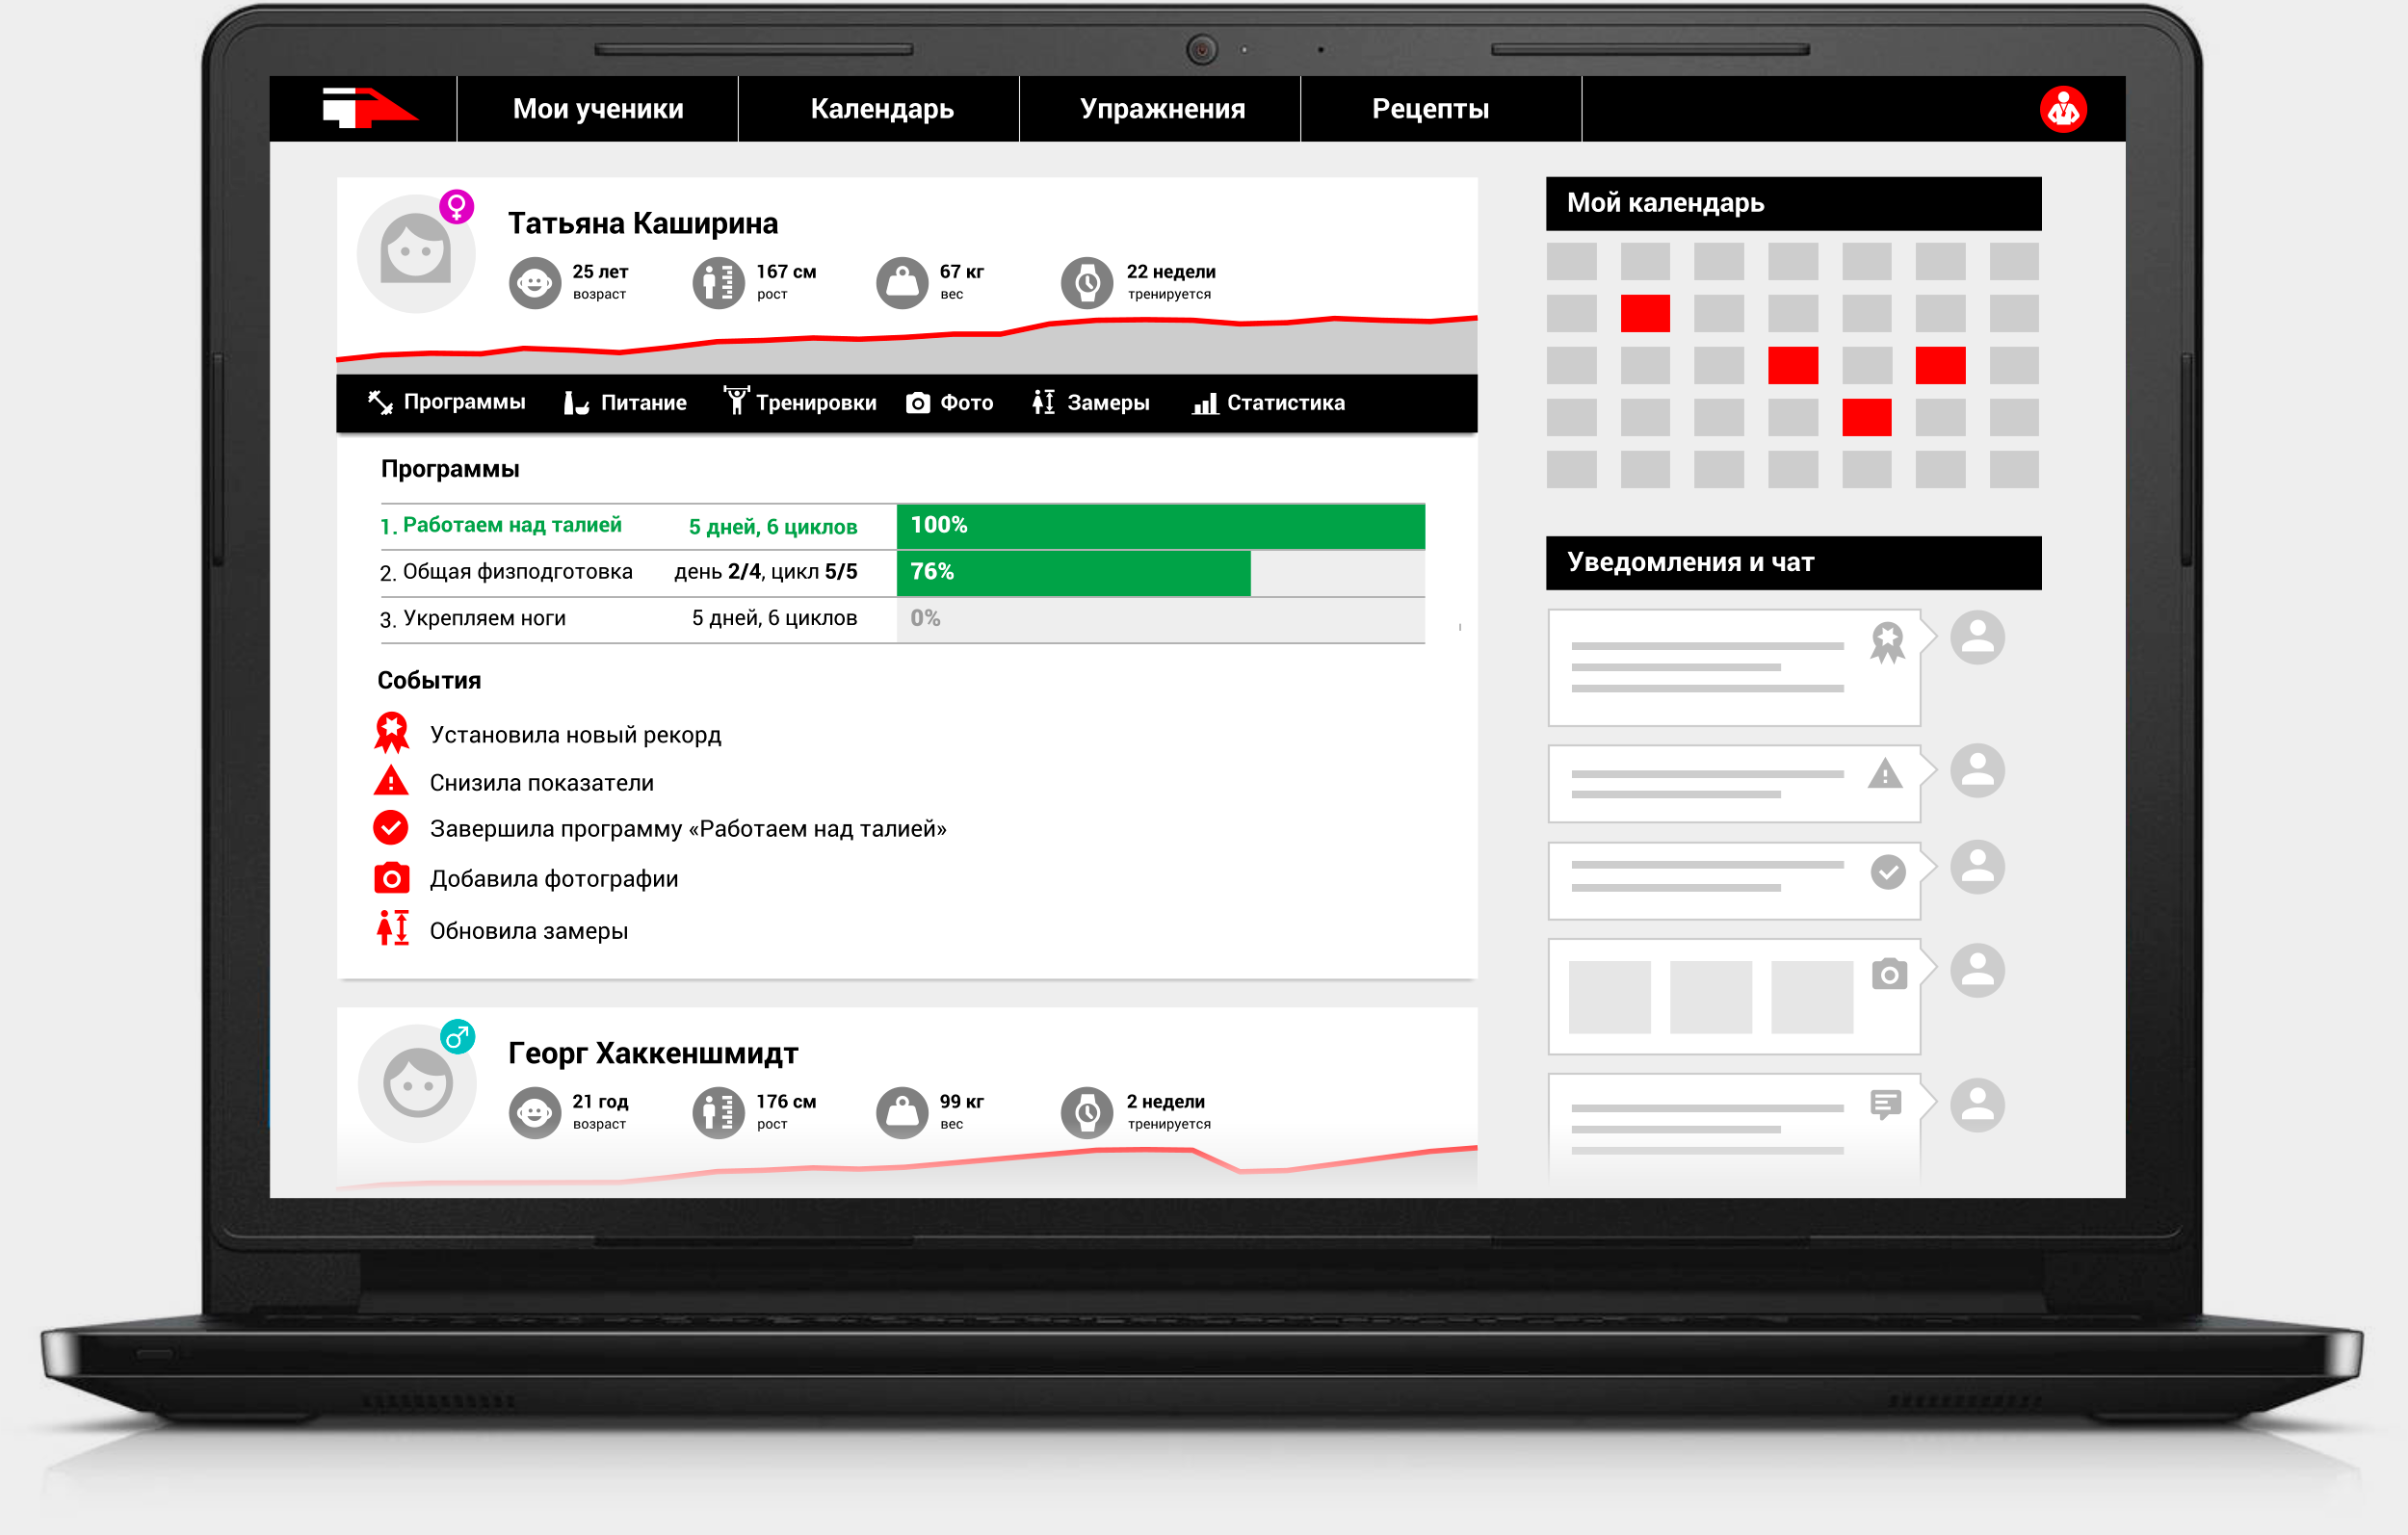 Мои ученики Календарь Упражнения Рецепты
Татьяна Каширина
25 лет 167 см 67 кг 22 недели
возраст рост вес тренируется
Программы Питание Тренировки Фото Замеры Статистика
Программы
1. Работаем над талией 5 дней, 6 циклов 100%
2. Общая физподготовка день 2/4, цикл 5/5 76%
3. Укрепляем ноги 5 дней, 6 циклов 0%
События
Установила новый рекорд
Снизила показатели
Завершила программу «Работаем над талией»
Добавила фотографии
Обновила замеры
Георг Хаккеншмидт
21 год 176 см 99 кг 2 недели
возраст рост вес тренируется
Мой календарь
Уведомления и чат